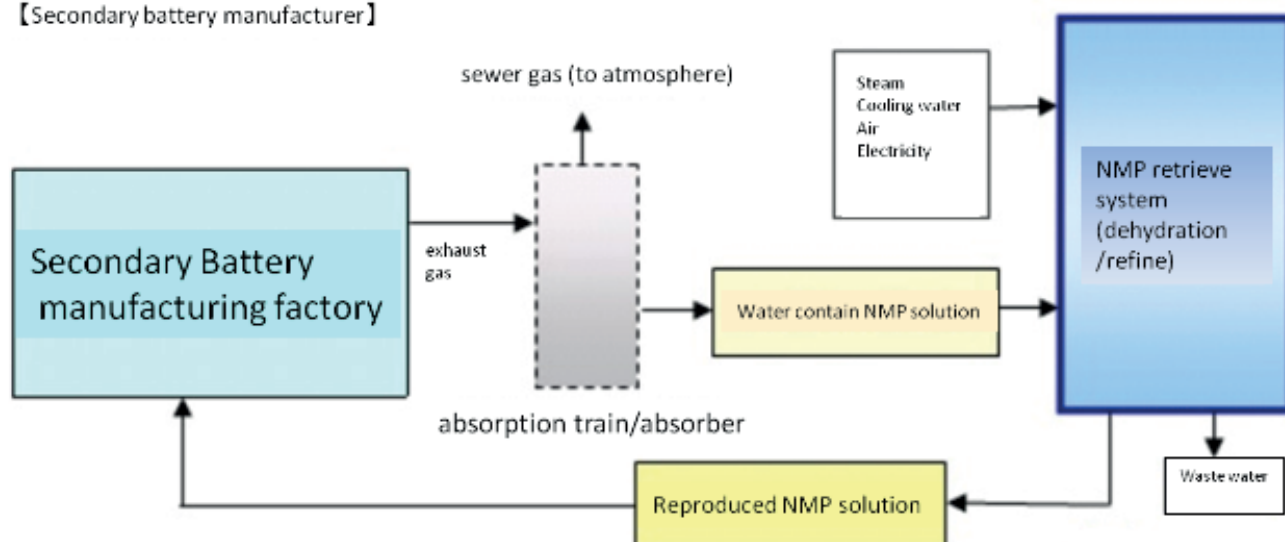 【Secondary battery manufacturer】
sewer gas (to atmosphere)
Steam
Cooling water
Air
Electricity
NMP retrieve
system
(dehydration
/refine)
Secondary Battery
manufacturing factory
exhaust
gas
Water contain NMP solution
absorption train/absorber
Reproduced NMP solution
Waste water